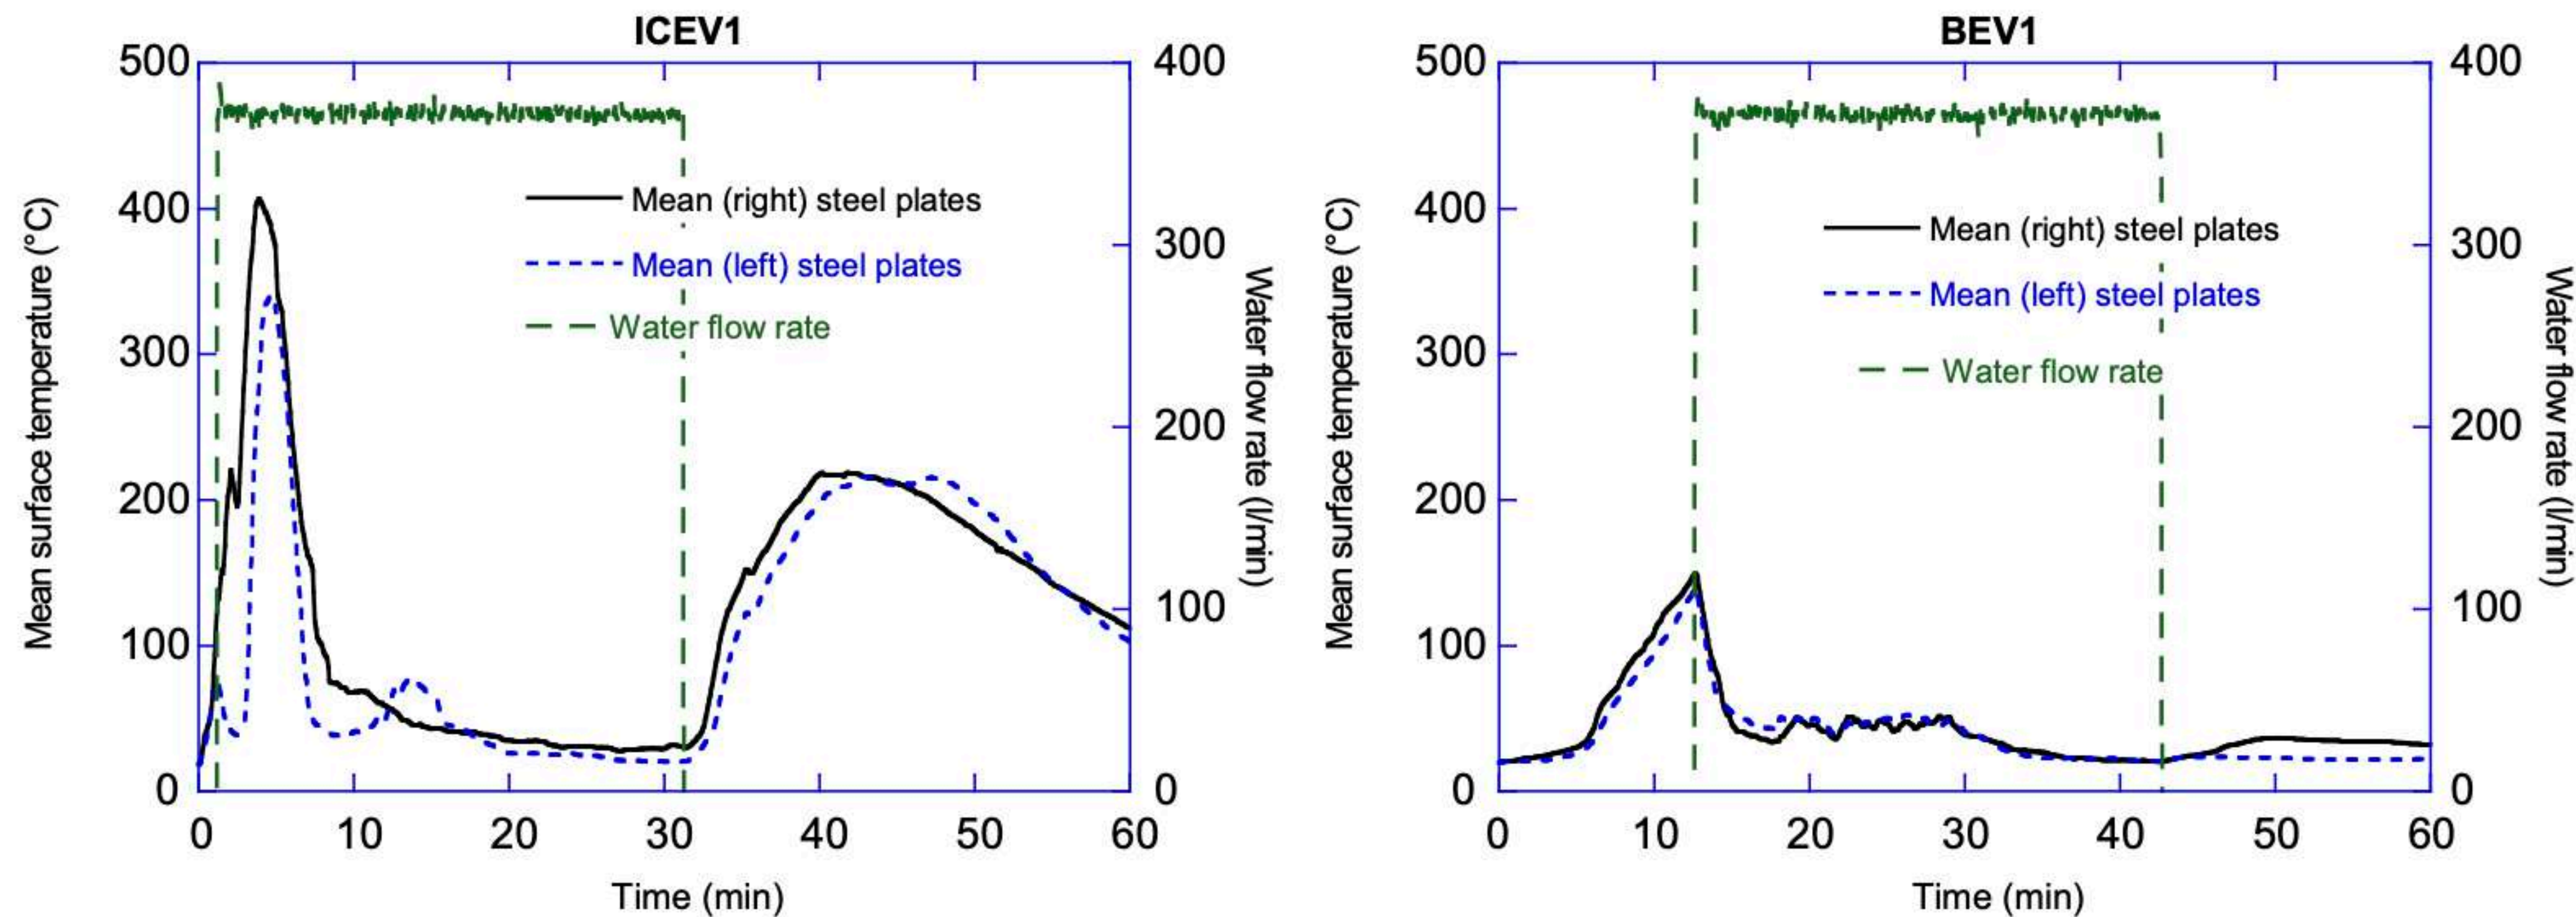 ICEV1
500
400
300
200
100
0
Mean surface temperature (°C)
Mean (right) steel plates
Mean (left) steel plates
Water flow rate
400
300
200
100
0
Water flow rate (l/min)
0 10 20 30 40 50 60
Time (min)
BEV1
500
400
300
200
100
0
Mean surface temperature (°C)
Mean (right) steel plates
Mean (left) steel plates
Water flow rate
400
300
200
100
0
Water flow rate (l/min)
0 10 20 30 40 50 60
Time (min)